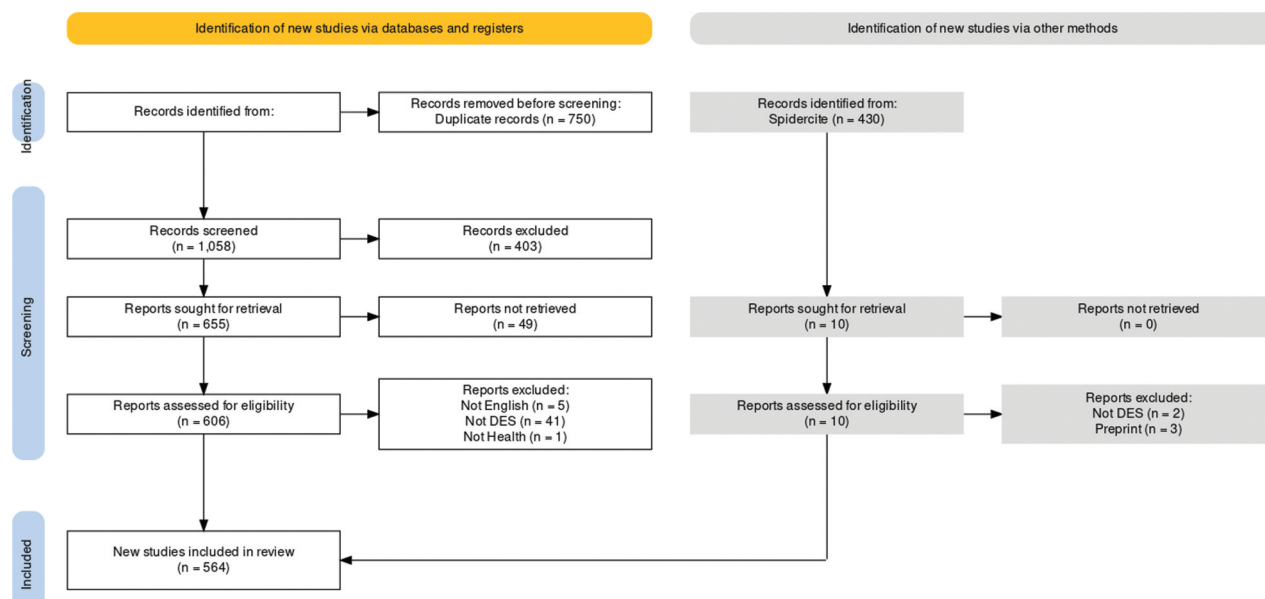 Identification of new studies via databases and registers
Identification of new studies via other methods
Identification
Records identified from:
Records removed before screening:
Duplicate records (n = 750)
Records identified from:
Spidercite (n = 430)
Screening
Records screened
(n = 1,058)
Records excluded
(n = 403)
Reports sought for retrieval
(n = 655)
Reports not retrieved
(n = 49)
Reports sought for retrieval
(n = 10)
Reports not retrieved
(n = 0)
Reports assessed for eligibility
(n = 606)
Reports excluded:
Not English (n = 5)
Not DES (n = 41)
Not Health (n = 1)
Reports assessed for eligibility
(n = 10)
Reports excluded:
Not DES (n = 2)
Preprint (n = 3)
Included
New studies included in review
(n = 564)